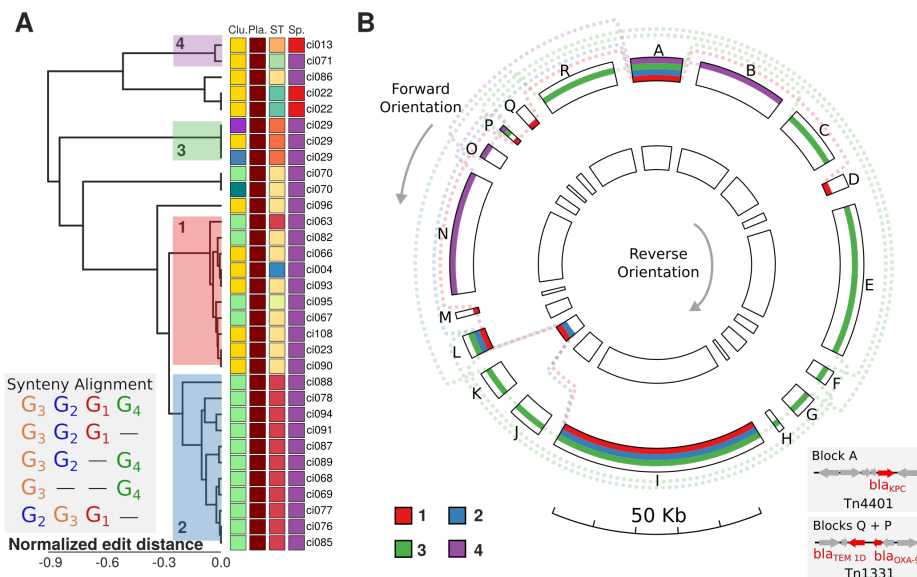 A
Clu. Pla. ST Sp.
4
3
1
2
ci013
ci071
ci086
ci022
ci022
ci029
ci029
ci029
ci070
ci070
ci096
ci063
ci082
ci066
ci004
ci093
ci095
ci067
ci108
ci023
ci090
ci088
ci078
ci094
ci091
ci087
ci089
ci068
ci069
ci077
ci076
ci085
Synteny Alignment
G3 G2 G1 G4
G3 G2 G1 —
G3 G2 — G4
G3 — — G4
G2 G3 G1 —
Normalized edit distance
-0.9 -0.6 -0.3 0.0
B
Forward
Orientation
Reverse
Orientation
A
B
C
D
E
F
G
H
I
J
K
L
M
N
O
P
Q
R
50 Kb
1 2
3 4
Block A
blaKPC
Tn4401
Blocks Q + P
blaTEM 1D blaOXA-9
Tn1331